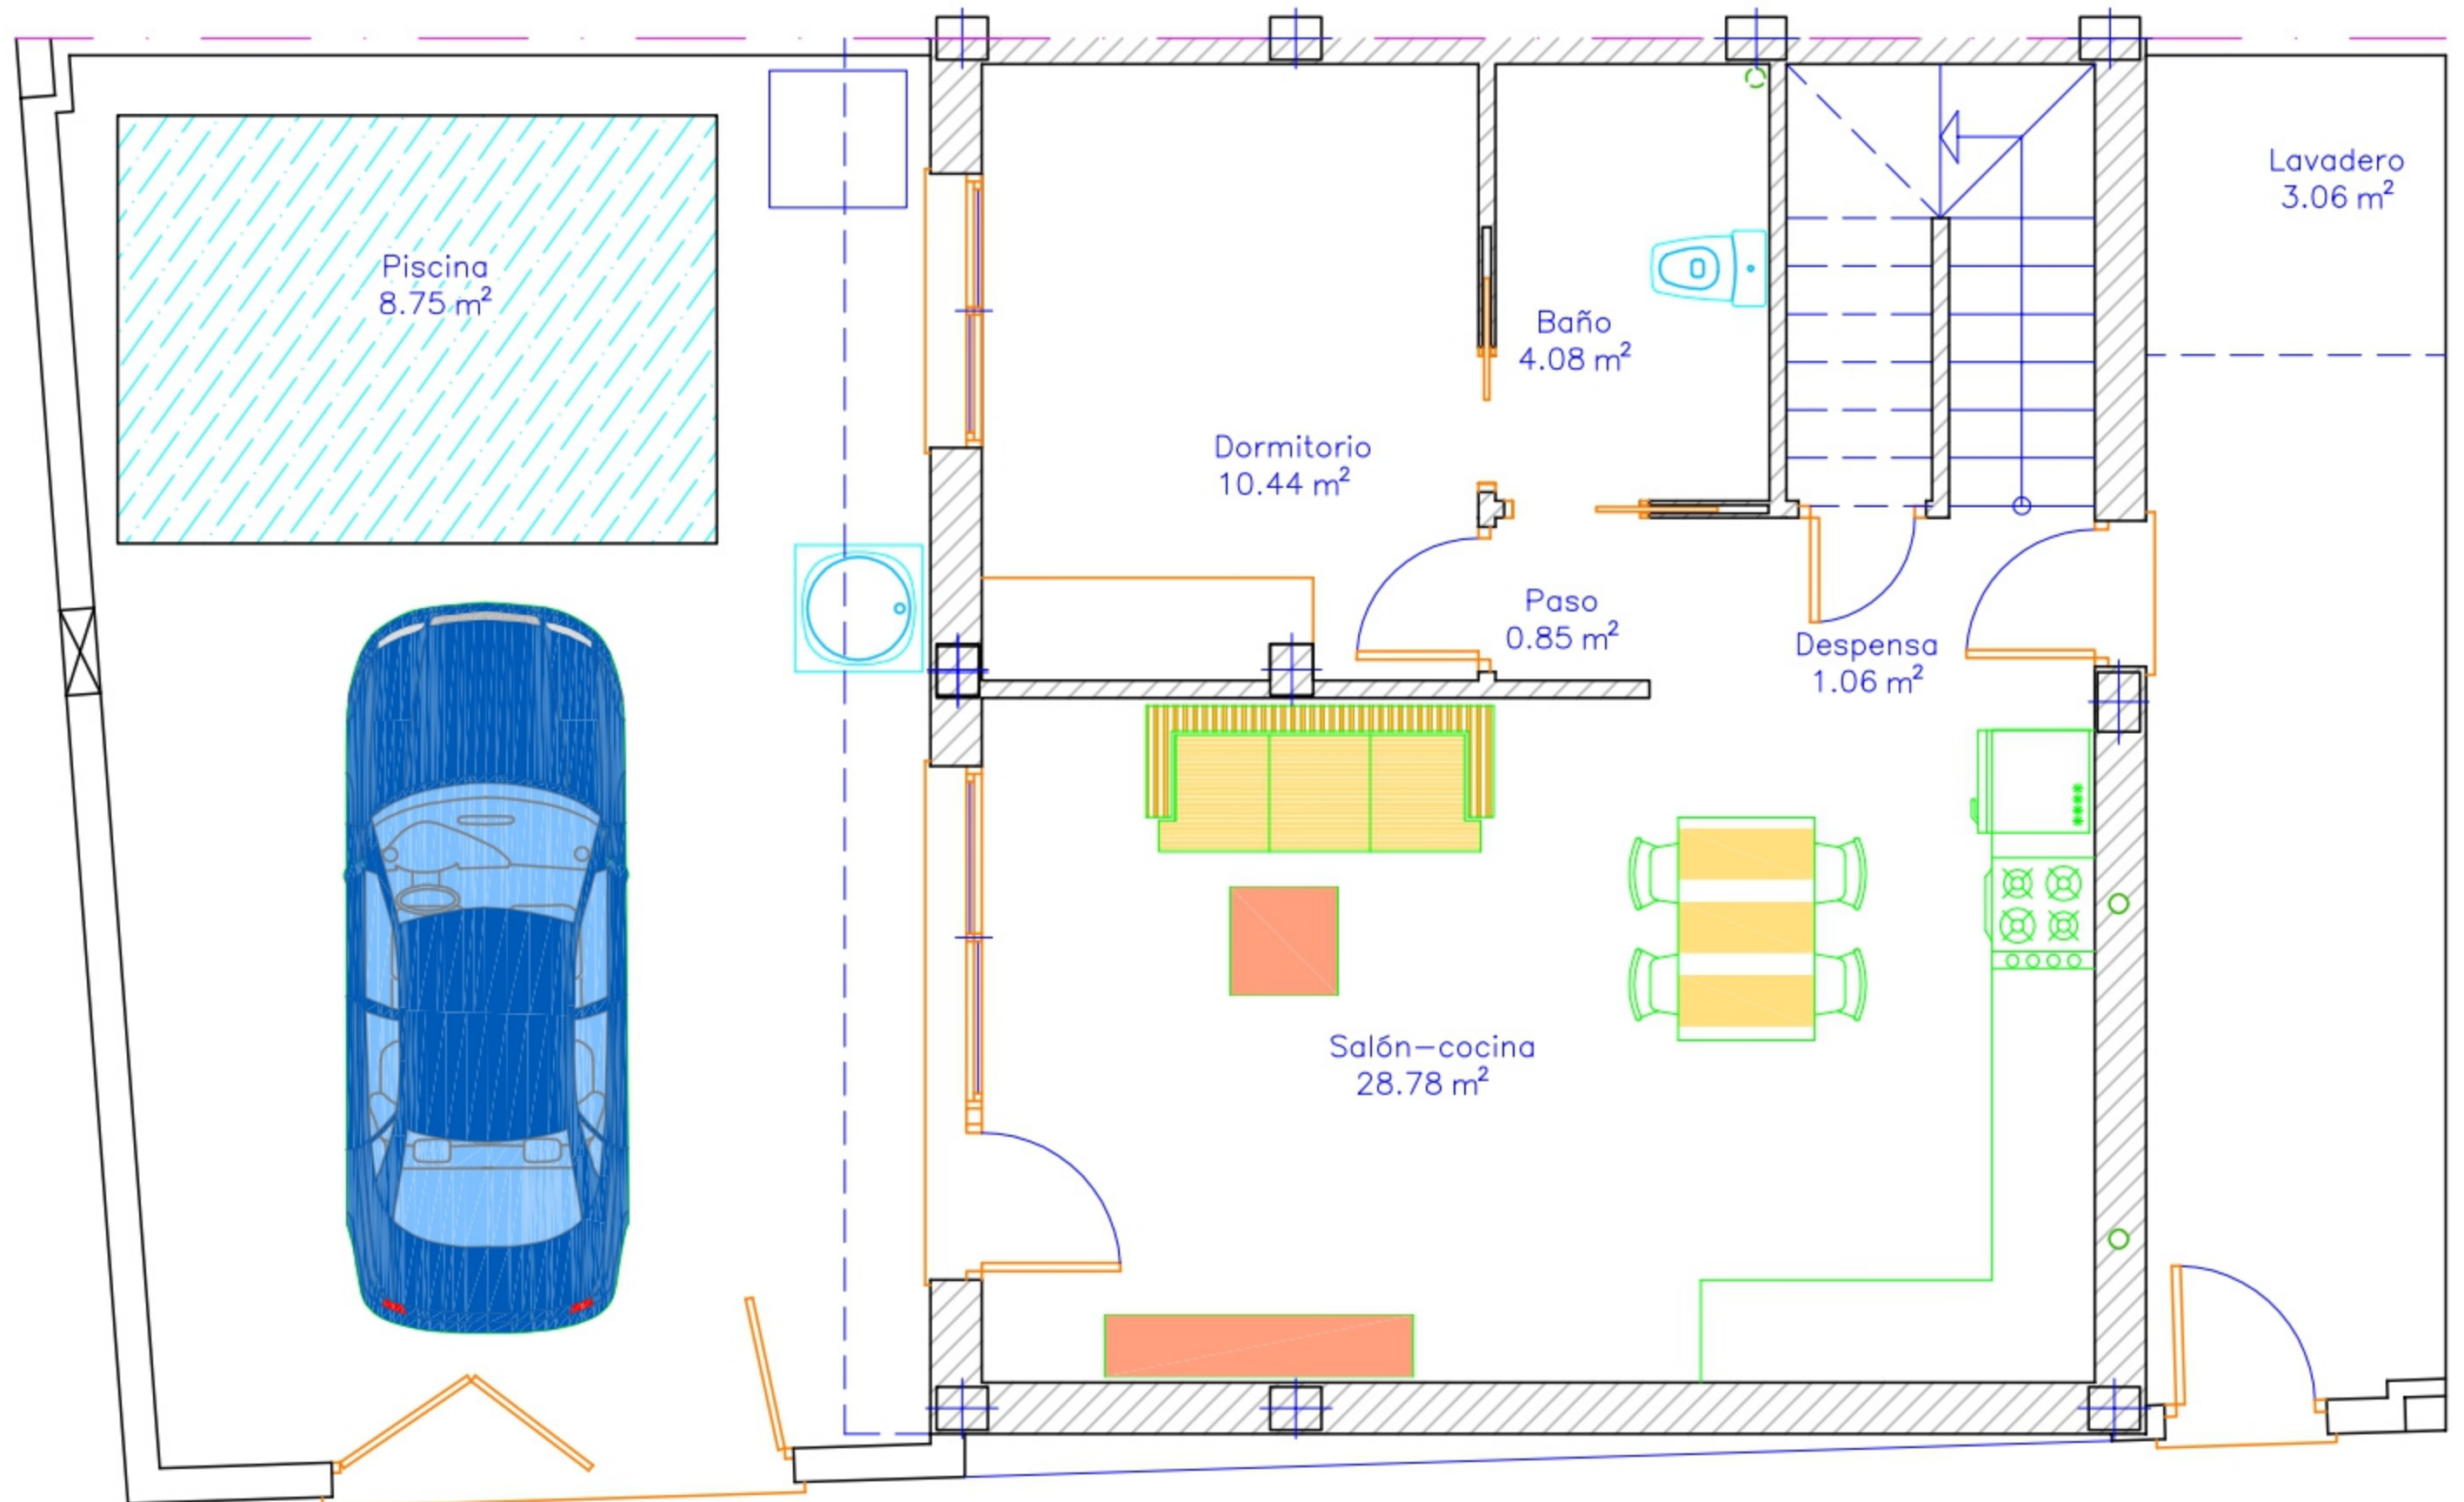 Lavadero
3.06 m²
Piscina
8.75 m²
Baño
4.08 m²
Dormitorio
10.44 m²
Paso
0.85 m²
Despensa
1.06 m²
Salón-cocina
28.78 m²